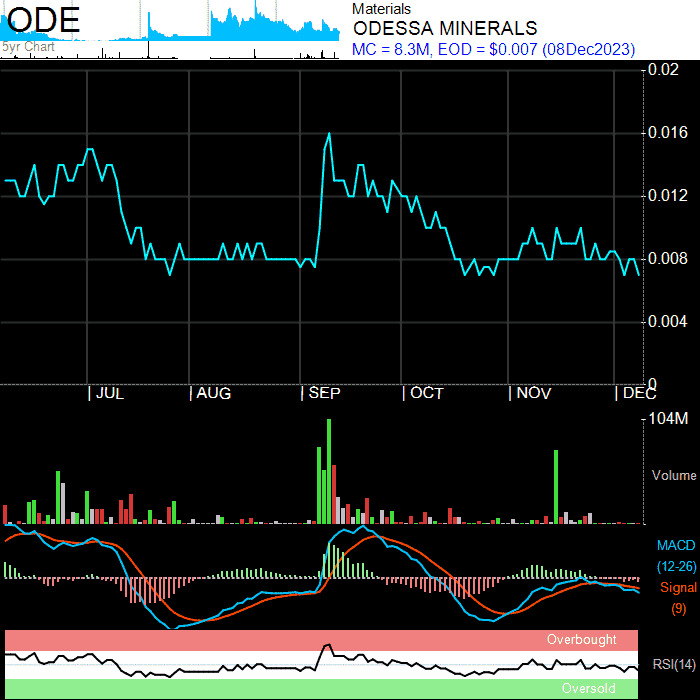 ODE
5yr Chart
Materials
ODESSA MINERALS
MC = 8.3M, EOD = $0.007 (08Dec2023)
0.02
0.016
0.012
0.008
0.004
0
JUL AUG SEP OCT NOV DEC
104M
Volume
MACD
(12-26)
Signal
(9)
Overbought
RSI(14)
Oversold